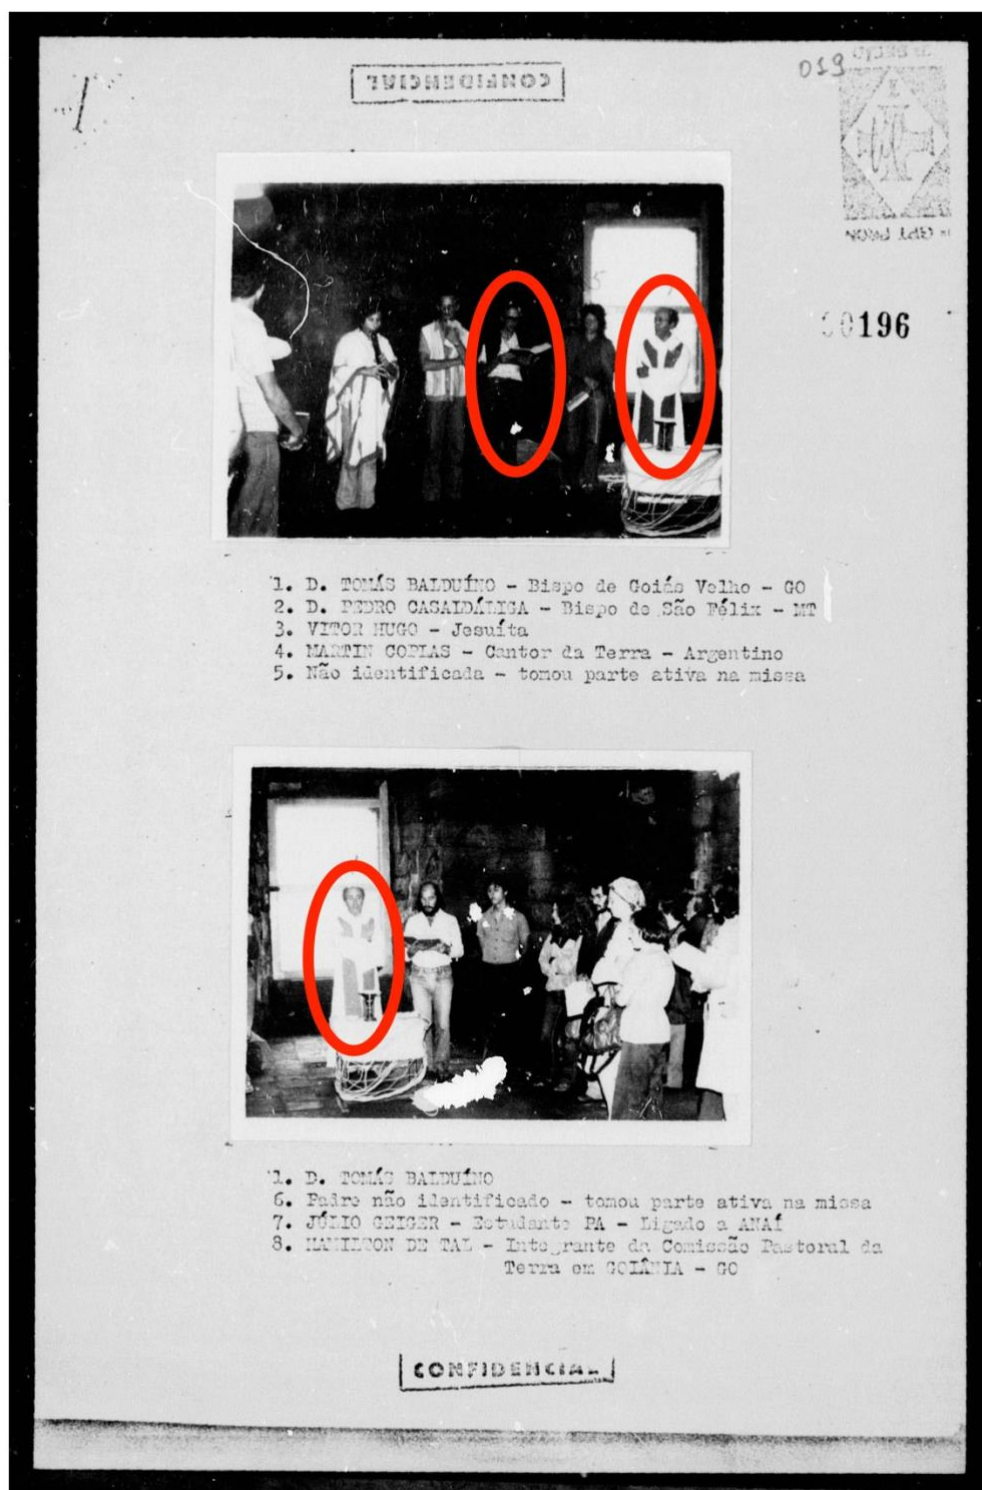 CONFIDENCIAL
019
00196
1. D. TOMÁS BALDUÍNO - Bispo de Goiás Velho - GO
2. D. PEDRO CASALDÁLIGA - Bispo de São Félix - MT
3. VITOR HUGO - Jesuíta
4. MARTIN COPLAS - Cantor da Terra - Argentino
5. Não identificada - tomou parte ativa na missa
5
1. D. TOMÁS BALDUÍNO
6. Padre não identificado - tomou parte ativa na missa
7. JÚLIO GEIGER - Estudante PA - Ligado a ANAÍ
8. HAMILTON DE TAL - Integrante da Comissão Pastoral da
Terra em GOIÂNIA - GO
CONFIDENCIAL